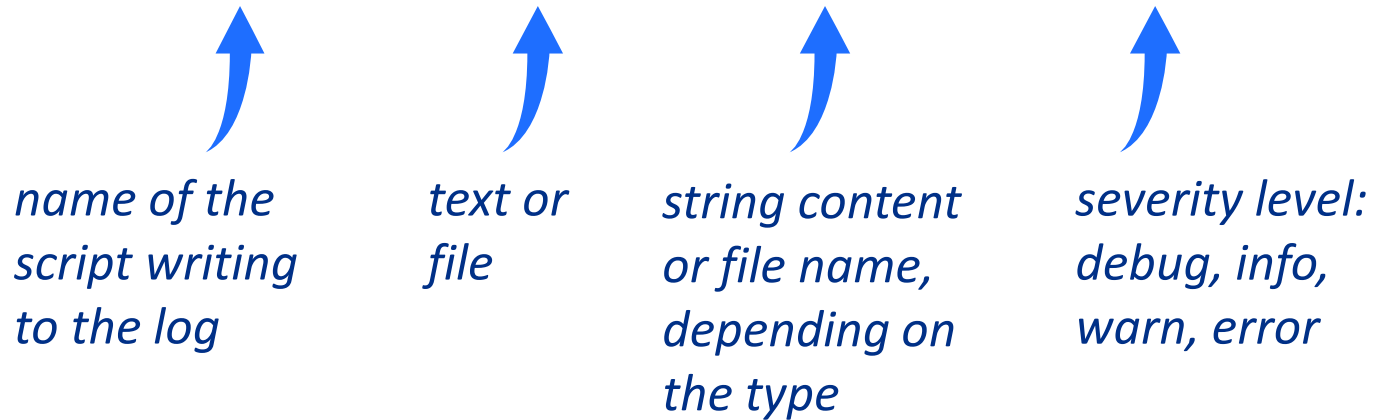 name of the
script writing
to the log
text or
file
string content
or file name,
depending on
the type
severity level:
debug, info,
warn, error